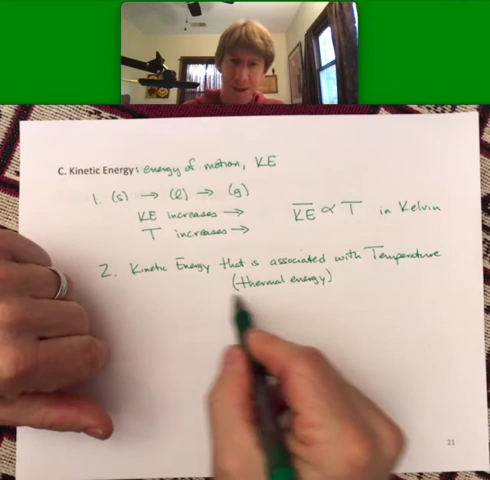 C. Kinetic Energy: energy of motion, KE
1. (s) → (l) → (g)
KE increases →
T increases →
K̅E̅ ∝ T in Kelvin
2. Kinetic Energy that is associated with Temperature
(thermal energy)
21